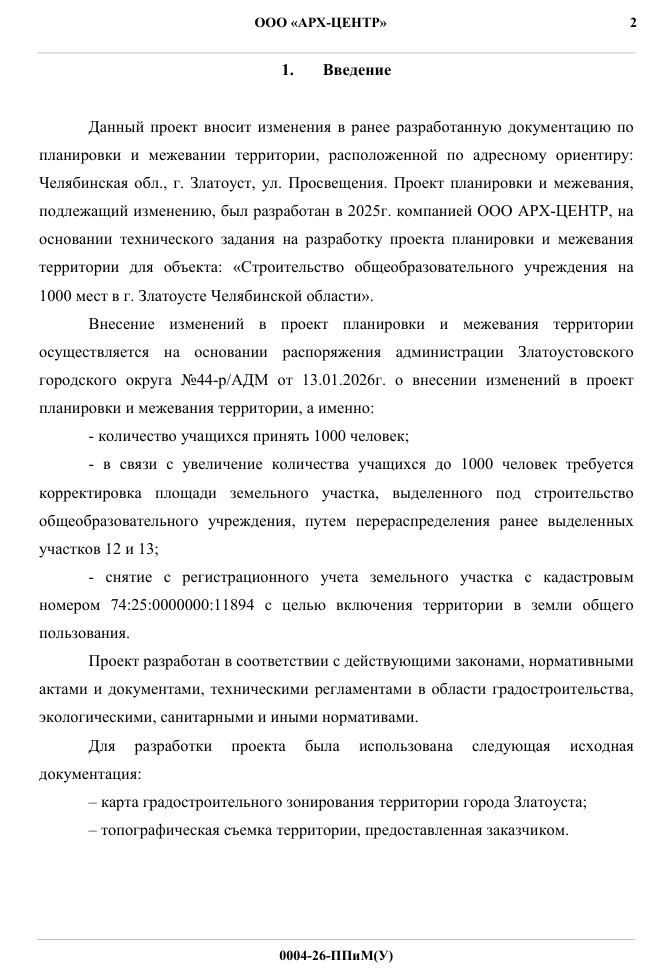 ООО «АРХ-ЦЕНТР» 2
1. Введение
Данный проект вносит изменения в ранее разработанную документацию по
планировки и межевании территории, расположенной по адресному ориентиру:
Челябинская обл., г. Златоуст, ул. Просвещения. Проект планировки и межевания,
подлежащий изменению, был разработан в 2025г. компанией ООО АРХ-ЦЕНТР, на
основании технического задания на разработку проекта планировки и межевания
территории для объекта: «Строительство общеобразовательного учреждения на
1000 мест в г. Златоусте Челябинской области».
Внесение изменений в проект планировки и межевания территории
осуществляется на основании распоряжения администрации Златоустовского
городского округа №44-р/АДМ от 13.01.2026г. о внесении изменений в проект
планировки и межевания территории, а именно:
- количество учащихся принять 1000 человек;
- в связи с увеличение количества учащихся до 1000 человек требуется
корректировка площади земельного участка, выделенного под строительство
общеобразовательного учреждения, путем перераспределения ранее выделенных
участков 12 и 13;
- снятие с регистрационного учета земельного участка с кадастровым
номером 74:25:0000000:11894 с целью включения территории в земли общего
пользования.
Проект разработан в соответствии с действующими законами, нормативными
актами и документами, техническими регламентами в области градостроительства,
экологическими, санитарными и иными нормативами.
Для разработки проекта была использована следующая исходная
документация:
– карта градостроительного зонирования территории города Златоуста;
– топографическая съемка территории, предоставленная заказчиком.
0004-26-ППиМ(У)